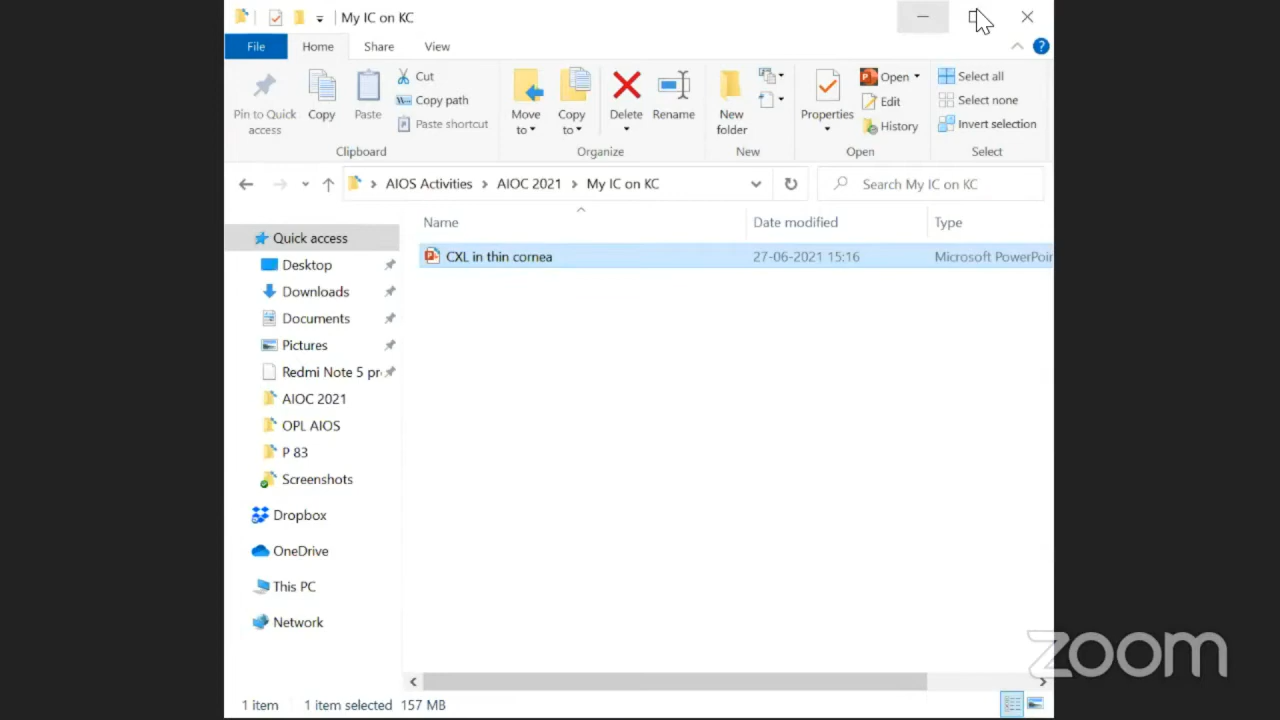 My IC on KC
File Home Share View
Pin to Quick access
Copy
Paste
Cut
Copy path
Paste shortcut
Clipboard
Move to
Copy to
Delete
Rename
Organize
New folder
New
Properties
Open
Edit
History
Open
Select all
Select none
Invert selection
Select
AIOS Activities > AIOC 2021 > My IC on KC
Search My IC on KC
Name Date modified Type
CXL in thin cornea 27-06-2021 15:16 Microsoft PowerPoin
Quick access
Desktop
Downloads
Documents
Pictures
Redmi Note 5 pr
AIOC 2021
OPL AIOS
P 83
Screenshots
Dropbox
OneDrive
This PC
Network
1 item 1 item selected 157 MB
zoom